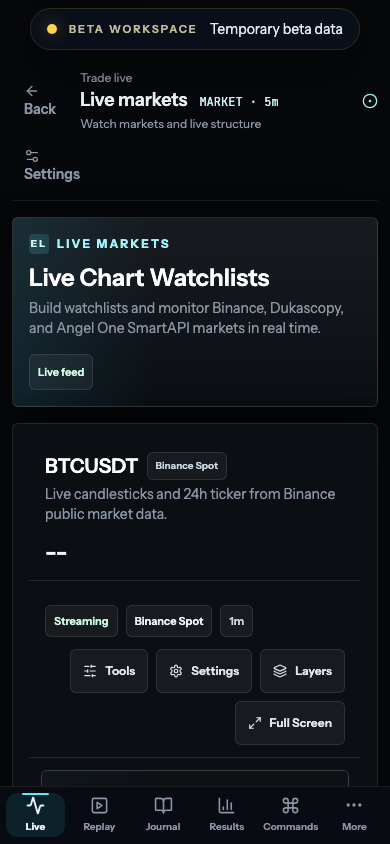 BETA WORKSPACE Temporary beta data
Trade live
Back
Live markets MARKET · 5m
Watch markets and live structure
Settings
EL LIVE MARKETS
Live Chart Watchlists
Build watchlists and monitor Binance, Dukascopy,
and Angel One SmartAPI markets in real time.
Live feed
BTCUSDT Binance Spot
Live candlesticks and 24h ticker from Binance
public market data.
--
Streaming Binance Spot 1m
Tools Settings Layers
Full Screen
Live Replay Journal Results Commands More